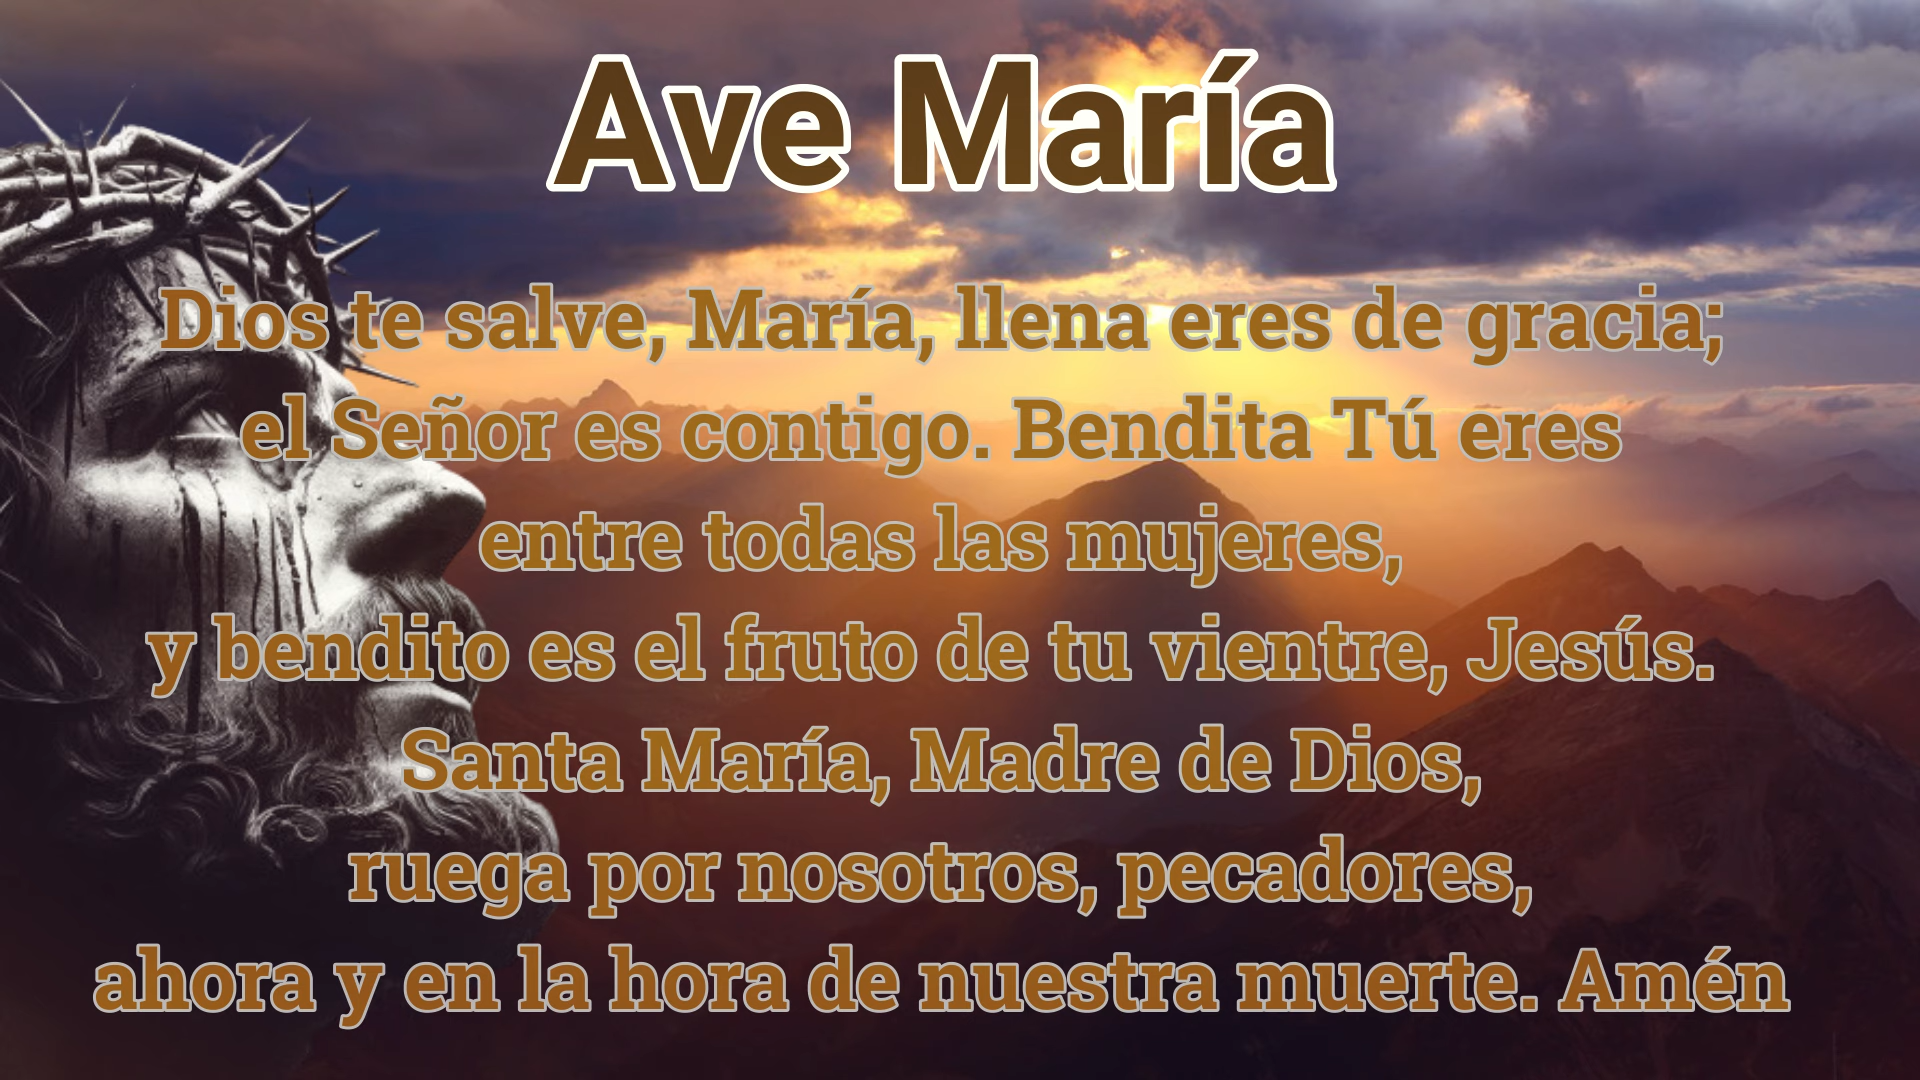 Ave María
Dios te salve, María, llena eres de gracia;
el Señor es contigo. Bendita Tú eres
entre todas las mujeres,
y bendito es el fruto de tu vientre, Jesús.
Santa María, Madre de Dios,
ruega por nosotros, pecadores,
ahora y en la hora de nuestra muerte. Amén